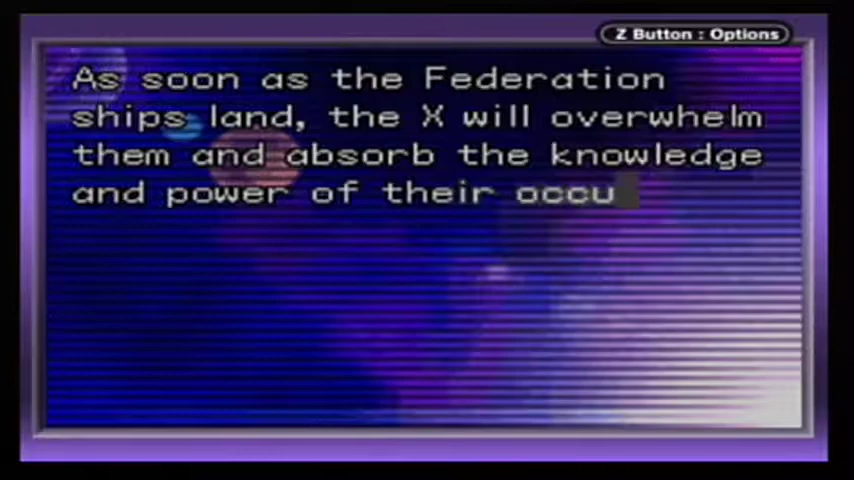 Z Button : Options
As soon as the Federation
ships land, the X will overwhelm
them and absorb the knowledge
and power of their occu